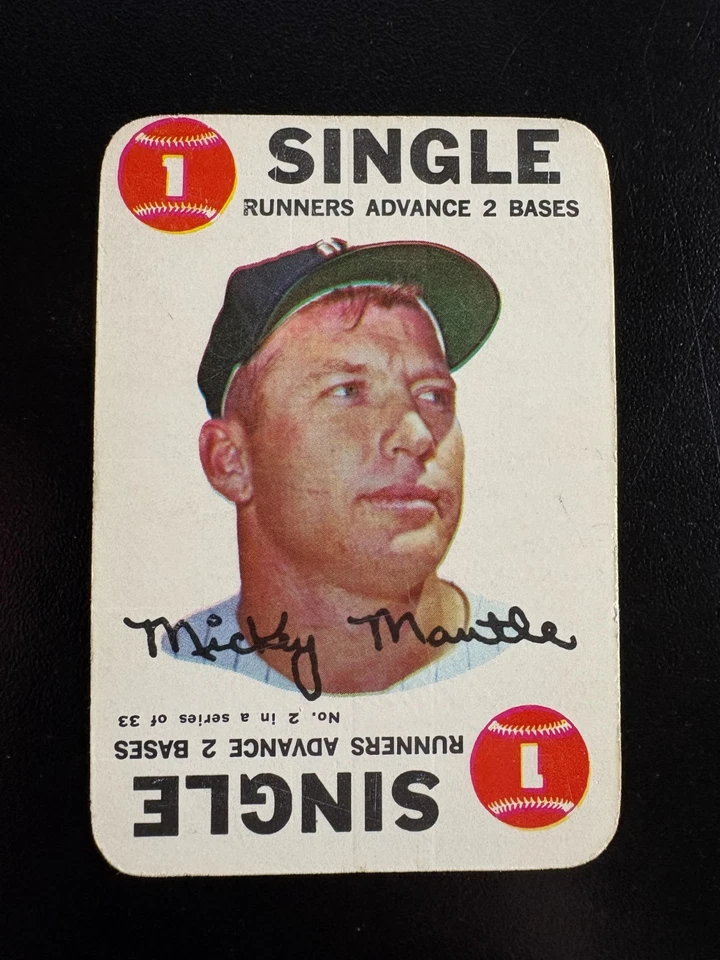 1
SINGLE
RUNNERS ADVANCE 2 BASES
Mickey Mantle
No. 2 in a series of 33
RUNNERS ADVANCE 2 BASES
SINGLE
1